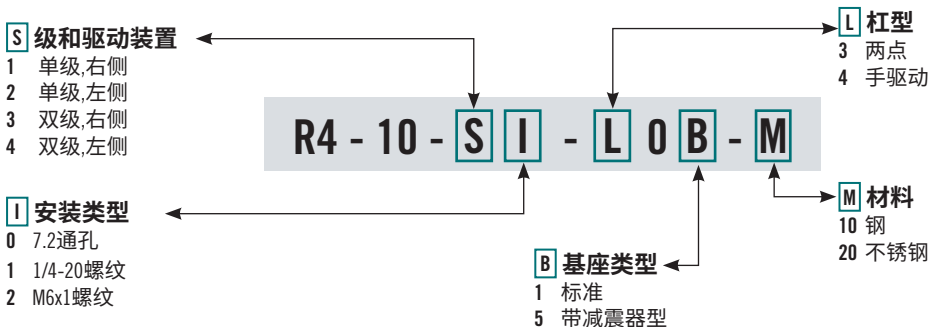 S 级和驱动装置
1 单级,右侧
2 单级,左侧
3 双级,右侧
4 双级,左侧
L 杠型
3 两点
4 手驱动
R4 - 10 - S I - L 0 B - M
I 安装类型
0 7.2通孔
1 1/4-20螺纹
2 M6x1螺纹
B 基座类型
1 标准
5 带减震器型
M 材料
10 钢
20 不锈钢